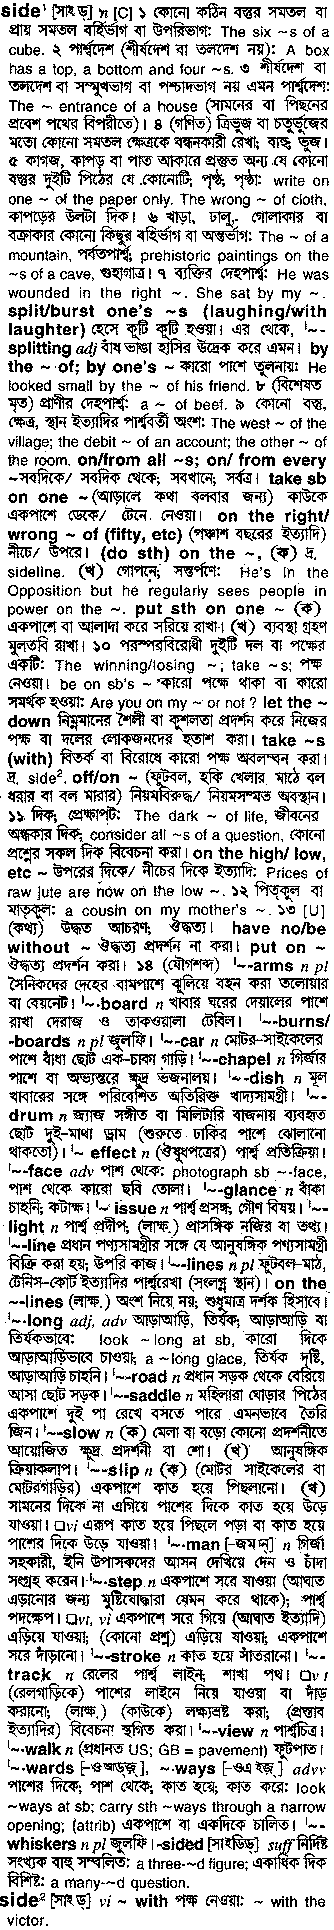 side¹ [সাইড্] n [C] ১ কোনো কঠিন বস্তুর সমতল বা
প্রায় সমতল বহির্ভাগ বা উপরিভাগ: The six ~s of a
cube. ২ পার্শ্বদেশ (শীর্ষদেশ বা তলদেশ নয়): A box
has a top, a bottom and four ~s. ৩ শীর্ষদেশ বা
তলদেশ বা সম্মুখভাগ বা পশ্চাদভাগ নয় এমন পার্শ্বদেশ:
The ~ entrance of a house (সামনের বা পিছনের
প্রবেশ পথের বিপরীতে)। ৪ (গণিত) ত্রিভুজ বা চতুর্ভুজের
মতো কোনো সমতল ক্ষেত্রকে বন্ধনকারী রেখা; বাহু, ভুজ।
৫ কাগজ, কাপড় বা পাত আকারে প্রস্তুত অন্য যে কোনো
বস্তুর দুইটি পিঠের যে কোনোটি; পৃষ্ঠ, পৃষ্ঠা: write on
one ~ of the paper only. The wrong ~ of cloth,
কাপড়ের উলটা দিক। ৬ খাড়া, ঢালু, গোলাকার বা
বক্রাকার কোনো কিছুর বহির্ভাগ বা অন্তর্ভাগ: The ~ of a
mountain, পর্বতপার্শ্ব; prehistoric paintings on the
~s of a cave, গুহাগাত্র। ৭ ব্যক্তির দেহপার্শ্ব: He was
wounded in the right ~. She sat by my ~.
split/burst one's ~s (laughing/with
laughter) হেসে কুটি কুটি হওয়া। এর থেকে, ˈ~-
splitting adj বাঁধ ভাঙা হাসির উদ্রেক করে এমন। by
the ~ of; by one's ~ কারো পাশে তুলনায়: He
looked small by the ~ of his friend. ৮ (বিশেষত
মৃত) প্রাণীর দেহপার্শ্ব: a ~ of beef. ৯ কোনো বস্তু,
ক্ষেত্র, স্থান ইত্যাদির পার্শ্ববর্তী অংশ: The west ~ of the
village; the debit ~ of an account; the other ~ of
the room. on/from all ~s; on/ from every
~সবদিকে/ সবদিক থেকে; সবখানে; সর্বত্র। take sb
on one ~ (আড়ালে কথা বলবার জন্য) কাউকে
একপাশে ডেকে/ টেনে নেওয়া। on the right/
wrong ~ of (fifty, etc) (পঞ্চাশ বছরের ইত্যাদি)
নীচে/ উপরে। (do sth) on the ~, (ক) দ্র.
sideline. (খ) গোপনে; সন্তর্পণে: He's in the
Opposition but he regularly sees people in
power on the ~. put sth on one ~ (ক)
একপাশে বা আলাদা করে সরিয়ে রাখা। (খ) ব্যবস্থা গ্রহণ
মুলতবি রাখা। ১০ পরস্পরবিরোধী দুইটি দল বা পক্ষের
একটি: The winning/losing ~; take ~s; পক্ষ
নেওয়া। be on sb's ~ কারো পক্ষে থাকা বা কারো
সমর্থক হওয়া: Are you on my ~ or not ? let the ~
down নিম্নমানের শৈলী বা কুশলতা প্রদর্শন করে নিজের
পক্ষ বা দলের লোকজনদের হতাশ করা। take ~s
(with) বিতর্ক বা বিরোধে কারো পক্ষ অবলম্বন করা।
দ্র. side². off/on ~ (ফুটবল, হকি খেলার মাঠে বল
ধরার বা বল মারার) নিয়মবিরুদ্ধ/ নিয়মসম্মত অবস্থান।
১১ দিক, প্রেক্ষাপট: The dark ~ of life, জীবনের
অন্ধকার দিক; consider all ~s of a question, কোনো
প্রশ্নের সকল দিক বিবেচনা করা। on the high/ low,
etc ~ উপরের দিকে/ নীচের দিকে ইত্যাদি: Prices of
raw jute are now on the low ~. ১২ পিতৃকুল বা
মাতৃকুল: a cousin on my mother's ~. ১৩ [U]
(কথ্য) উদ্ধত আচরণ; ঔদ্ধত্য। have no/be
without ~ ঔদ্ধত্য প্রদর্শন না করা। put on ~
ঔদ্ধত্য প্রদর্শন করা। ১৪ (যৌগশব্দ) ˈ~-arms n pl
সৈনিকদের দেহের বামপাশে ঝুলিয়ে বহন করা তলোয়ার
বা বেয়নেট। ˈ~-board n খাবার ঘরের দেয়ালের পাশে
রাখা দেরাজ ও তাকওয়ালা টেবিল। ˈ~-burns/
-boards n pl জুলফি। ˈ~-car n মোটর-সাইকেলের
পাশে বাঁধা ছোট এক-চাকা গাড়ি। ˈ~-chapel n গির্জার
পাশে বা অভ্যন্তরে ক্ষুদ্র ভজনালয়। ˈ~-dish n মূল
খাবারের সঙ্গে পরিবেশিত অতিরিক্ত খাদ্যসামগ্রী। ˈ~-
drum n জ্যাজ সঙ্গীত বা মিলিটারি বাজনায় ব্যবহৃত
ছোট দুই-মাথা ড্রাম (শুরুতে ঢাকির পাশে ঝোলানো
থাকতো)। ˈ~ effect n (ঔষুধপত্রের) পার্শ্ব প্রতিক্রিয়া।
ˈ~-face adv পাশ থেকে: photograph sb ~-face,
পাশ থেকে কারো ছবি তোলা। ˈ~-glance n বাঁকা
চাহনি, কটাক্ষ। ˈ~ issue n পার্শ্ব প্রসঙ্গ; গৌণ বিষয়। ˈ~-
light n পার্শ্ব প্রদীপ, (লাক্ষ.) প্রাসঙ্গিক নজির বা তথ্য।
ˈ~-line প্রধান পণ্যসামগ্রীর সঙ্গে যে আনুষঙ্গিক পণ্যসামগ্রী
বিক্রি করা হয়; উপরি কাজ। ˈ~-lines n pl ফুটবল-মাঠ,
টেনিস-কোর্ট ইত্যাদির পার্শ্বরেখা (সংলগ্ন স্থান)। on the
~-lines (লাক্ষ.) অংশ নিয়ে নয়, শুধুমাত্র দর্শক হিসাবে।
ˈ~-long adj, adv আড়াআড়ি, তির্যক; আড়াআড়ি বা
তির্যকভাবে: look ~-long at sb, কারো দিকে
আড়াআড়িভাবে চাওয়া; a ~-long glace, তির্যক দৃষ্টি,
আড়াআড়ি চাহনি। ˈ~-road n প্রধান সড়ক থেকে বেরিয়ে
আসা ছোট সড়ক। ˈ~-saddle n মহিলারা ঘোড়ার পিঠের
একপাশে দুই পা রেখে বসতে পারে এমনভাবে তৈরি
জিন। ˈ~-slow n (ক) মেলা বা বড়ো কোনো প্রদর্শনীতে
আয়োজিত ক্ষুদ্র প্রদর্শনী বা শো। (খ) আনুষঙ্গিক
ক্রিয়াকলাপ। ˈ~-slip n (ক) (মোটর সাইকেলের বা
মোটরগাড়ির) একপাশে কাত হয়ে পিছলানো। (খ)
সামনের দিকে না এগিয়ে পাশের দিকে কাত হয়ে উড়ে
যাওয়া। □vi এরূপ কাত হয়ে পিছলে পড়া বা কাত হয়ে
পাশের দিকে উড়ে যাওয়া। ˈ~-man [–জ্‌মন্] n গির্জা
সহকারী, ইনি উপাসকদের আসন দেখিয়ে দেন ও চাঁদা
সংগ্রহ করেন। ˈ~-step n একপাশে সরে যাওয়া (আঘাত
এড়ানোর জন্য মুষ্টিযোদ্ধারা যেমন করে থাকে); পার্শ্ব
পদক্ষেপ। □vt, vi একপাশে সরে গিয়ে (আঘাত ইত্যাদি)
এড়িয়ে যাওয়া; (কোনো প্রশ্ন) এড়িয়ে যাওয়া; একপাশে
সরে দাঁড়ানো। ˈ~-stroke n কাত হয়ে সাঁতরানো। ˈ~-
track n রেলের পার্শ্ব লাইন; শাখা পথ। □v t
(রেলগাড়িকে) পাশের লাইনে নিয়ে যাওয়া বা দাঁড়
করানো; (লাক্ষ.) (কাউকে) লক্ষ্যভ্রষ্ট করা; (প্রস্তাব
ইত্যাদির) বিবেচনা স্থগিত করা। ˈ~-view n পার্শ্বচিত্র।
ˈ~-walk n (প্রধানত US; GB = pavement) ফুটপাত।
ˈ~-wards [–ওআড্‌জ়্], ~-ways [–ওএইজ়্] advv
পাশের দিকে; পাশ থেকে; কাত হয়ে; কাত করে: look
~ways at sb; carry sth ~ways through a narrow
opening; (attrib) একপাশে বা একদিকে চালিত। ˈ~-
whiskers n pl জুলফি। -sided [সাইডিড্] suff নির্দিষ্ট
সংখ্যক বাহু সম্বলিত: a three-~d figure; একাধিক দিক
বিশিষ্ট: a many-~d question.
side² [সাইড্] vi ~ with পক্ষ নেওয়া: ~ with the
victor.